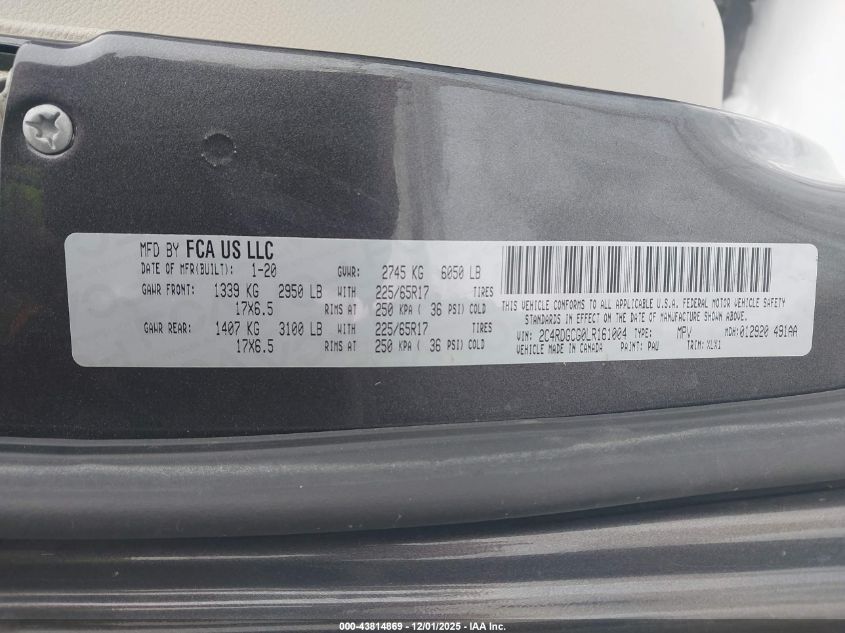 MFD BY FCA US LLC
DATE OF MFR(BUILT): 1-20 GVWR: 2745 KG 6050 LB
GAWR FRONT: 1339 KG 2950 LB WITH 225/65R17 TIRES
17X6.5 RIMS AT 250 KPA ( 36 PSI) COLD
GAWR REAR: 1407 KG 3100 LB WITH 225/65R17 TIRES
17X6.5 RIMS AT 250 KPA ( 36 PSI) COLD
THIS VEHICLE CONFORMS TO ALL APPLICABLE U.S.A. FEDERAL MOTOR VEHICLE SAFETY
STANDARDS IN EFFECT ON THE DATE OF MANUFACTURE SHOWN ABOVE.
VIN: 2C4RDGCG0LR161004 TYPE: MPV MDH: 012920 491AA
VEHICLE MADE IN CANADA PAINT: PAU TRIM: XLX1
000-43814869 - 12/01/2025 - IAA Inc.